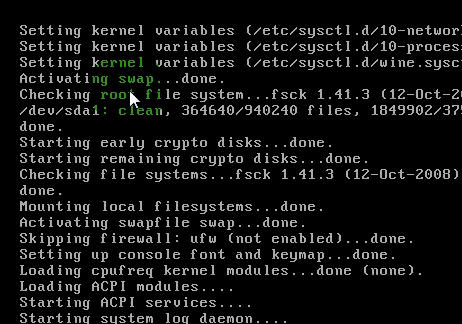 Setting kernel variables (/etc/sysctl.d/10-networ
Setting kernel variables (/etc/sysctl.d/10-proces
Setting kernel variables (/etc/sysctl.d/wine.sysc
Activating swap...done.
Checking root file system...fsck 1.41.3 (12-Oct-20
/dev/sda1: clean, 364640/940240 files, 1849902/375
done.
Starting early crypto disks...done.
Starting remaining crypto disks...done.
Checking file systems...fsck 1.41.3 (12-Oct-2008)
done.
Mounting local filesystems...done.
Activating swapfile swap...done.
Skipping firewall: ufw (not enabled)...done.
Setting up console font and keymap...done.
Loading cpufreq kernel modules...done (none).
Loading ACPI modules....
Starting ACPI services....
Starting system log daemon....